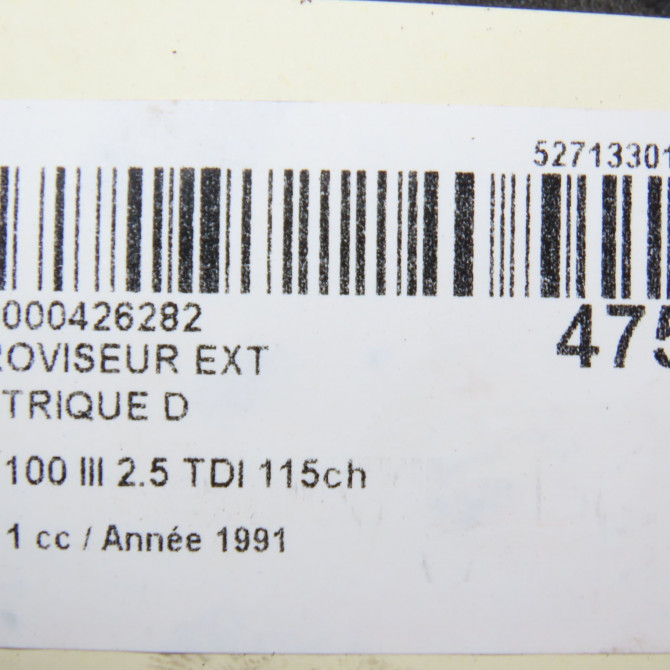 52713301
000426282
475
ROVISEUR EXT
TRIQUE D
100 III 2.5 TDI 115ch
1 cc / Année 1991